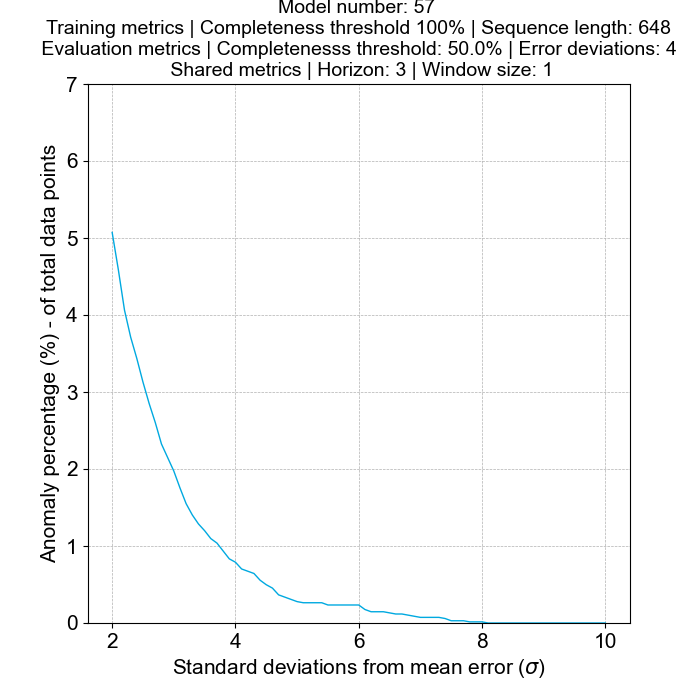 Model number: 57
Training metrics | Completeness threshold 100% | Sequence length: 648
Evaluation metrics | Completenesss threshold: 50.0% | Error deviations: 4
Shared metrics | Horizon: 3 | Window size: 1
7
6
5
4
3
2
1
0
Anomaly percentage (%) - of total data points
2 4 6 8 10
Standard deviations from mean error (σ)